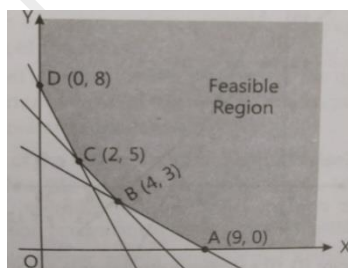 Y
D (0, 8)
Feasible
Region
C (2, 5)
B (4, 3)
A (9, 0)
X
O